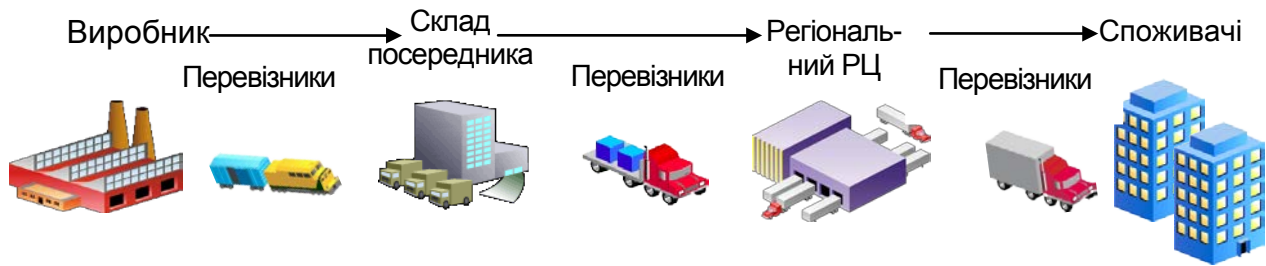 Виробник
Склад
посередника
Регіональ-
ний РЦ
Споживачі
Перевізники
Перевізники
Перевізники